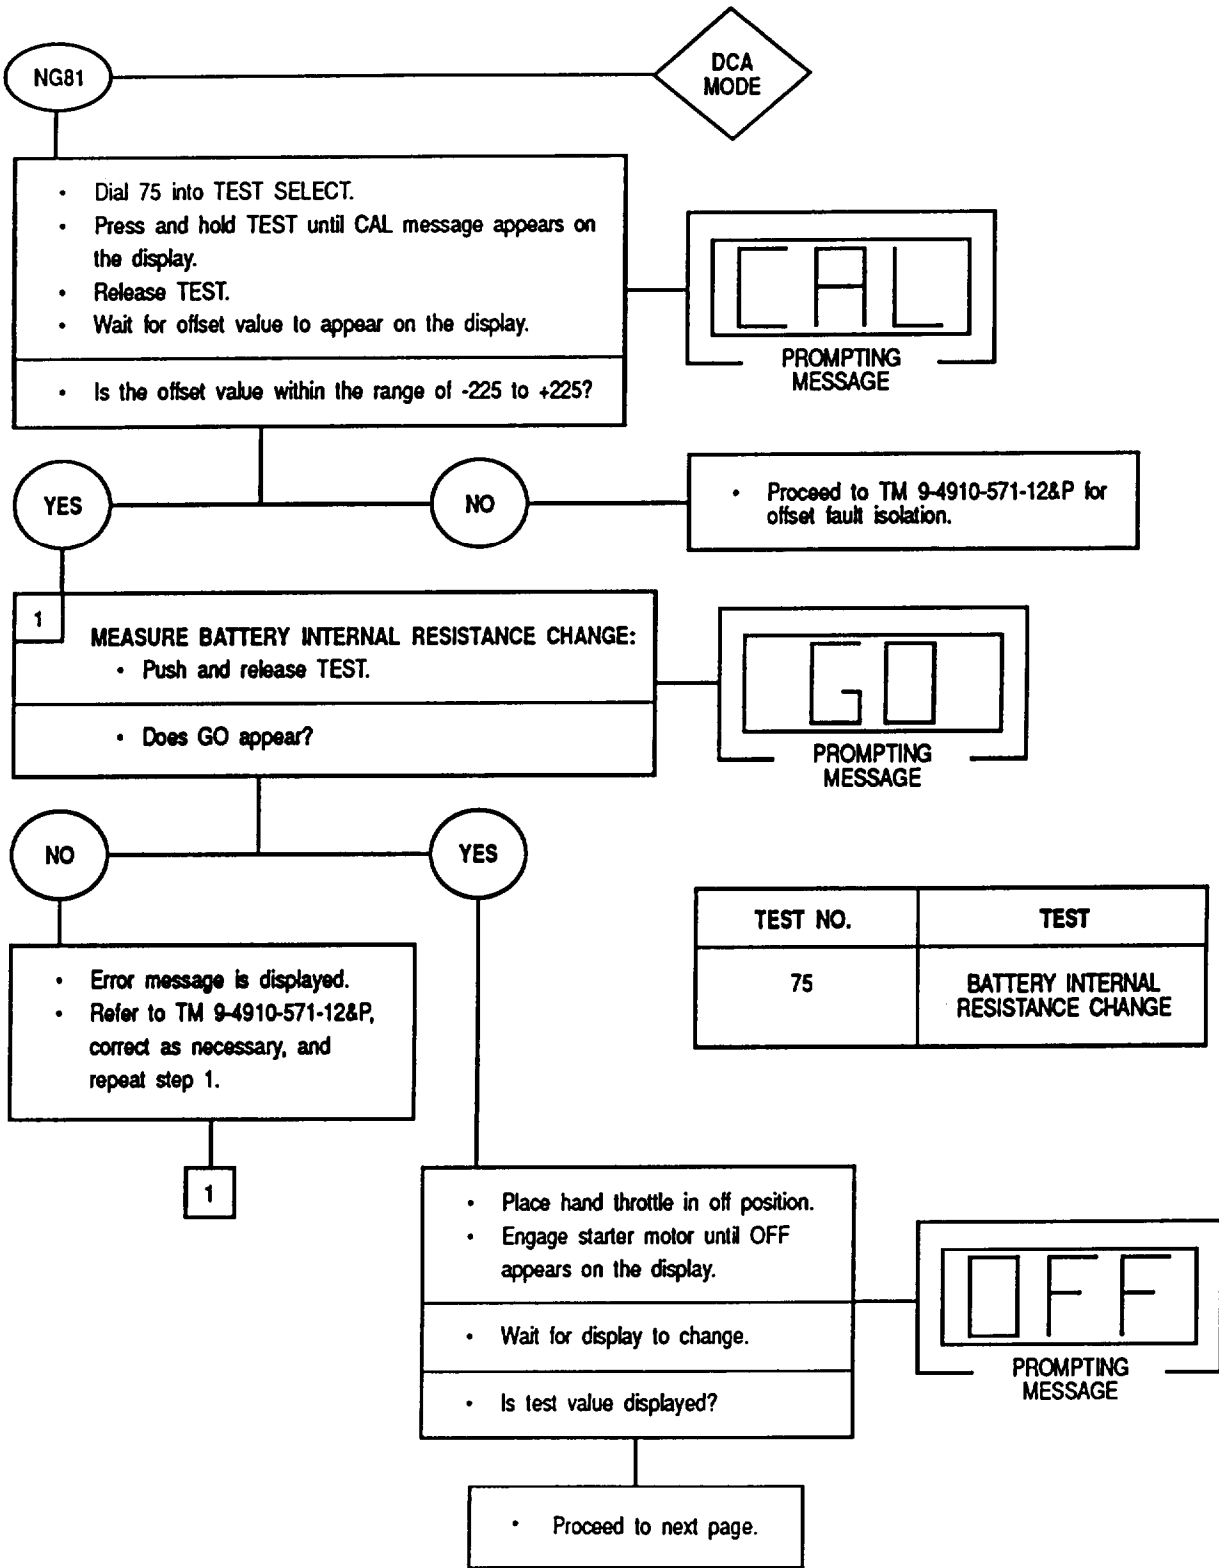 NG81
DCA
MODE
• Dial 75 into TEST SELECT.
• Press and hold TEST until CAL message appears on
the display.
• Release TEST.
• Wait for offset value to appear on the display.
• Is the offset value within the range of -225 to +225?
CAL
PROMPTING
MESSAGE
YES
NO
• Proceed to TM 9-4910-571-12&P for
offset fault isolation.
1
MEASURE BATTERY INTERNAL RESISTANCE CHANGE:
• Push and release TEST.
• Does GO appear?
GO
PROMPTING
MESSAGE
NO
YES
TEST NO.
TEST
75
BATTERY INTERNAL
RESISTANCE CHANGE
• Error message is displayed.
• Refer to TM 9-4910-571-12&P,
correct as necessary, and
repeat step 1.
1
• Place hand throttle in off position.
• Engage starter motor until OFF
appears on the display.
• Wait for display to change.
• Is test value displayed?
OFF
PROMPTING
MESSAGE
• Proceed to next page.